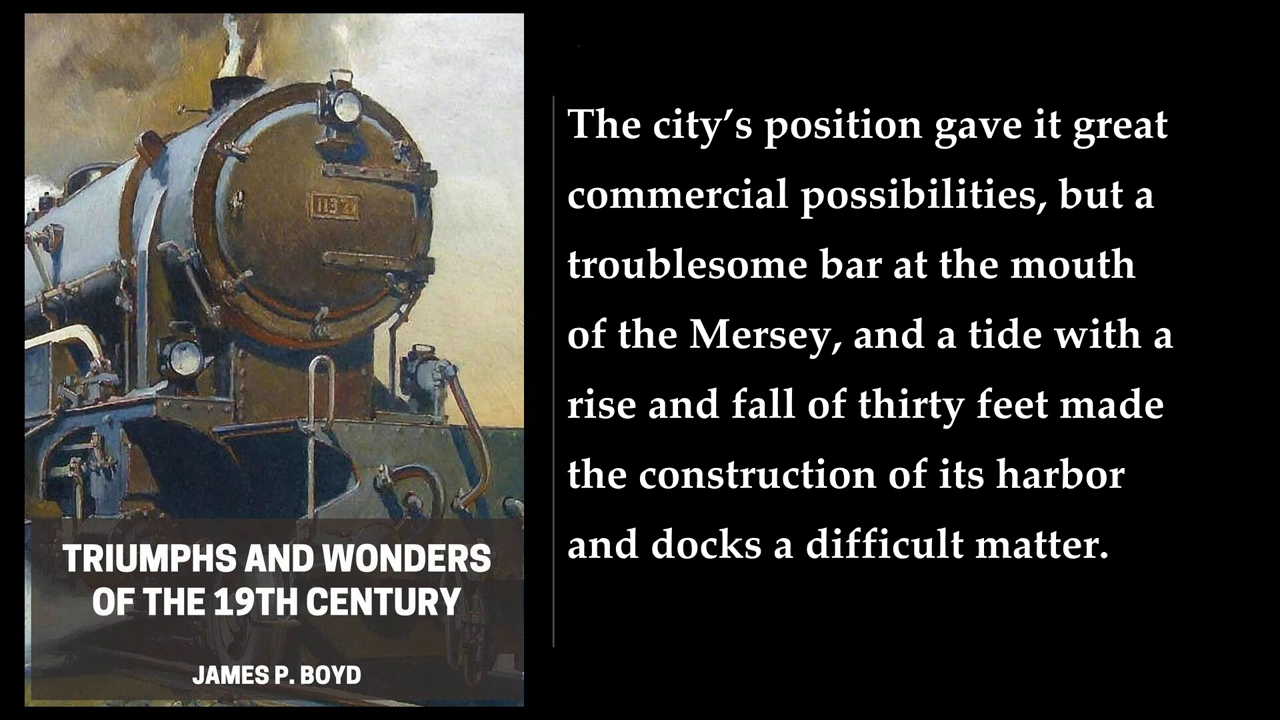 TRIUMPHS AND WONDERS
OF THE 19TH CENTURY
JAMES P. BOYD
The city’s position gave it great
commercial possibilities, but a
troublesome bar at the mouth
of the Mersey, and a tide with a
rise and fall of thirty feet made
the construction of its harbor
and docks a difficult matter.